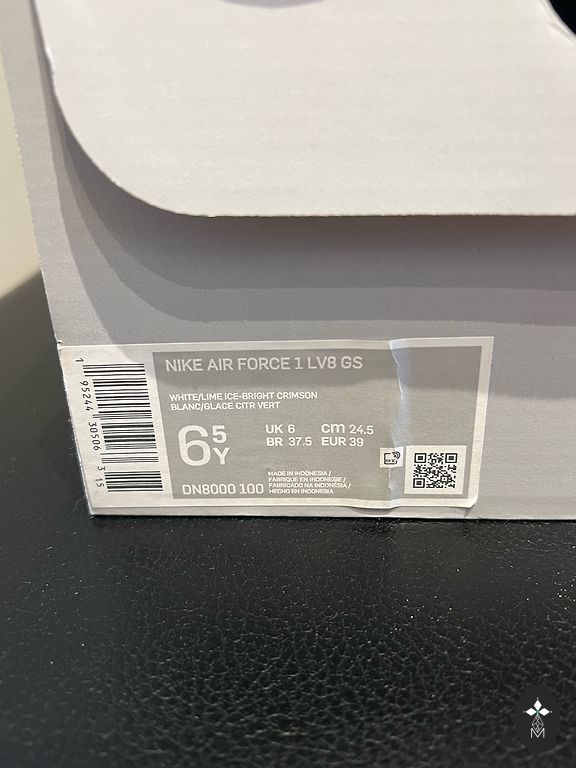 NIKE AIR FORCE 1 LV8 GS
WHITE/LIME ICE-BRIGHT CRIMSON
BLANC/GLACE CITR VERT
6 5Y
UK 6 cm 24.5
BR 37.5 EUR 39
DN8000 100
MADE IN INDONESIA /
FABRIQUE EN INDONESIE /
FABRICADO NA INDONÉSIA /
HECHO EN INDONESIA
1 95244 30506 3 15
M